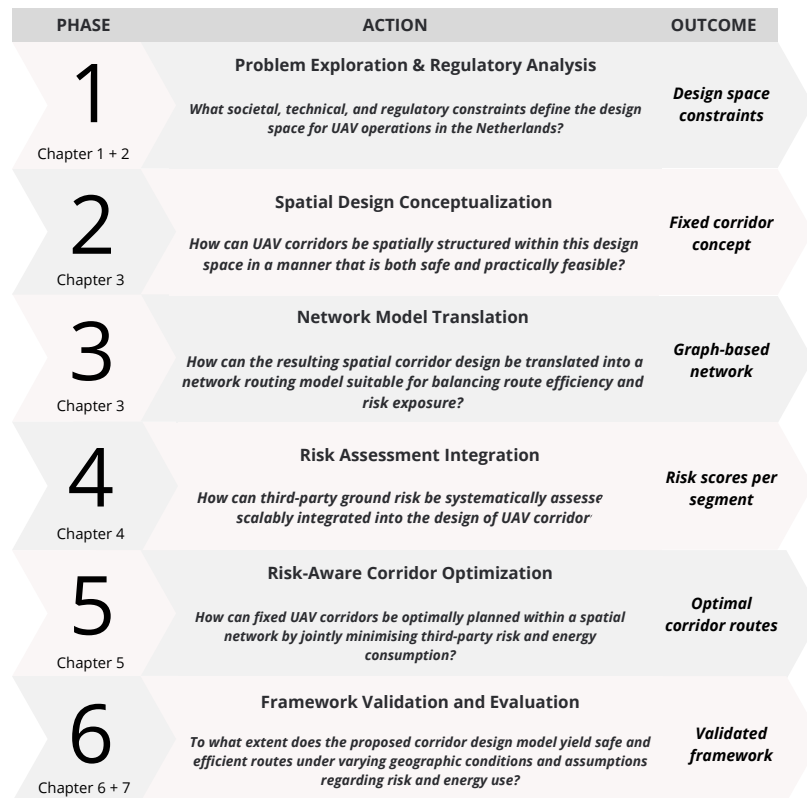 PHASE ACTION OUTCOME
1
Chapter 1 + 2
Problem Exploration & Regulatory Analysis
What societal, technical, and regulatory constraints define the design
space for UAV operations in the Netherlands?
Design space
constraints
2
Chapter 3
Spatial Design Conceptualization
How can UAV corridors be spatially structured within this design
space in a manner that is both safe and practically feasible?
Fixed corridor
concept
3
Chapter 3
Network Model Translation
How can the resulting spatial corridor design be translated into a
network routing model suitable for balancing route efficiency and
risk exposure?
Graph-based
network
4
Chapter 4
Risk Assessment Integration
How can third-party ground risk be systematically assesse
scalably integrated into the design of UAV corridor
Risk scores per
segment
5
Chapter 5
Risk-Aware Corridor Optimization
How can fixed UAV corridors be optimally planned within a spatial
network by jointly minimising third-party risk and energy
consumption?
Optimal
corridor routes
6
Chapter 6 + 7
Framework Validation and Evaluation
To what extent does the proposed corridor design model yield safe and
efficient routes under varying geographic conditions and assumptions
regarding risk and energy use?
Validated
framework